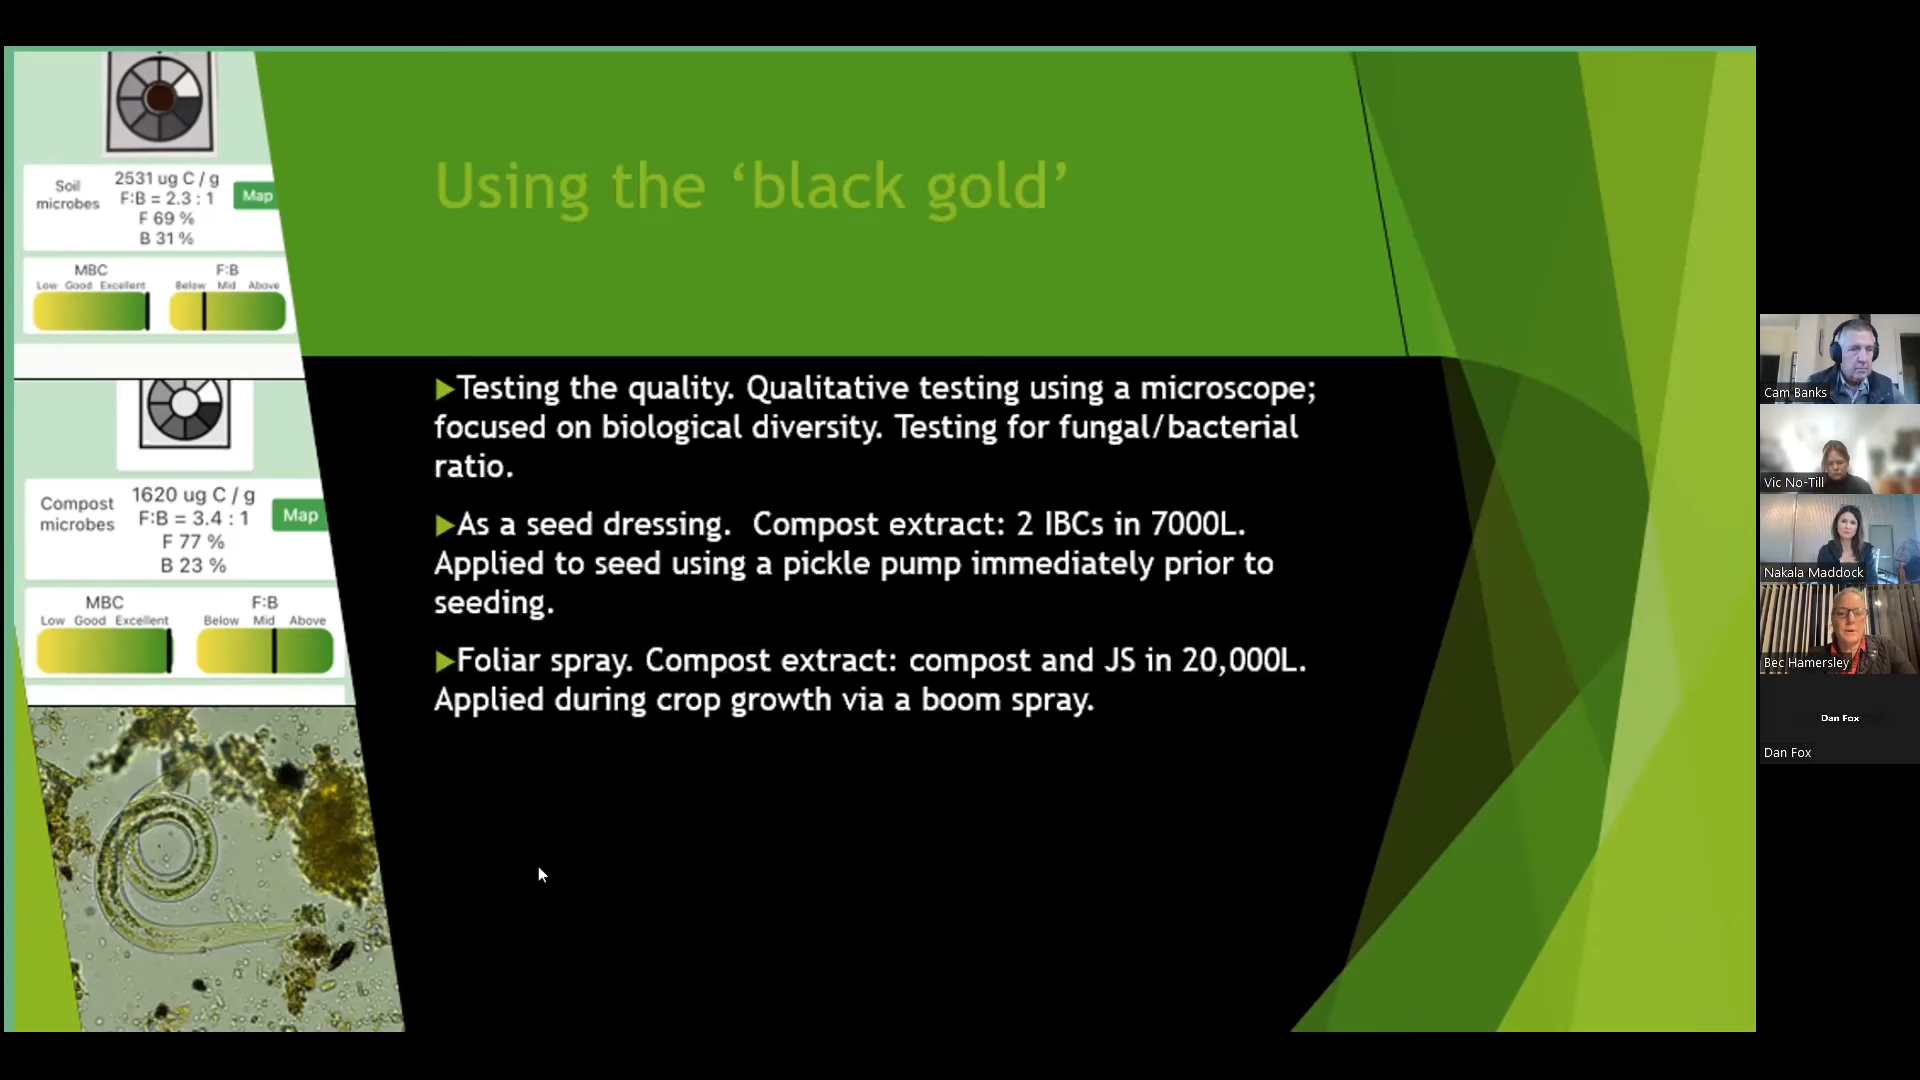 Soil
microbes
2531 ug C / g
F:B = 2.3 : 1
F 69 %
B 31 %
Map
MBC
Low Good Excellent
F:B
Below Mid Above
Compost
microbes
1620 ug C / g
F:B = 3.4 : 1
F 77 %
B 23 %
Map
MBC
Low Good Excellent
F:B
Below Mid Above
Using the ‘black gold’
Testing the quality. Qualitative testing using a microscope;
focused on biological diversity. Testing for fungal/bacterial
ratio.
As a seed dressing.  Compost extract: 2 IBCs in 7000L.
Applied to seed using a pickle pump immediately prior to
seeding.
Foliar spray. Compost extract: compost and JS in 20,000L.
Applied during crop growth via a boom spray.
Cam Banks
Vic No-Till
Nakala Maddock
Bec Hamersley
Dan Fox
Dan Fox